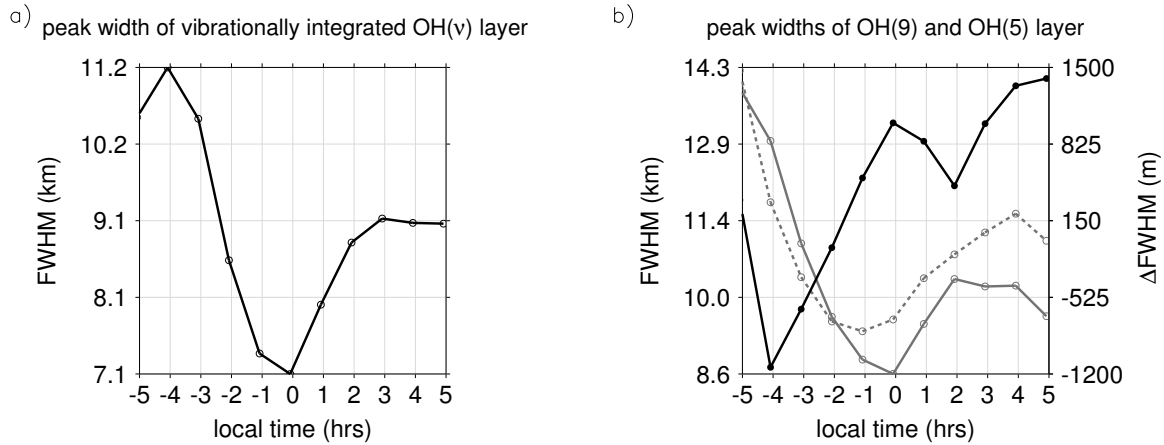 a)
peak width of vibrationally integrated OH(ν) layer
FWHM (km)
11.2
10.2
9.1
8.1
7.1
-5 -4 -3 -2 -1 0 1 2 3 4 5
local time (hrs)
b)
peak widths of OH(9) and OH(5) layer
FWHM (km)
14.3
12.9
11.4
10.0
8.6
1500
825
150
-525
-1200
ΔFWHM (m)
-5 -4 -3 -2 -1 0 1 2 3 4 5
local time (hrs)